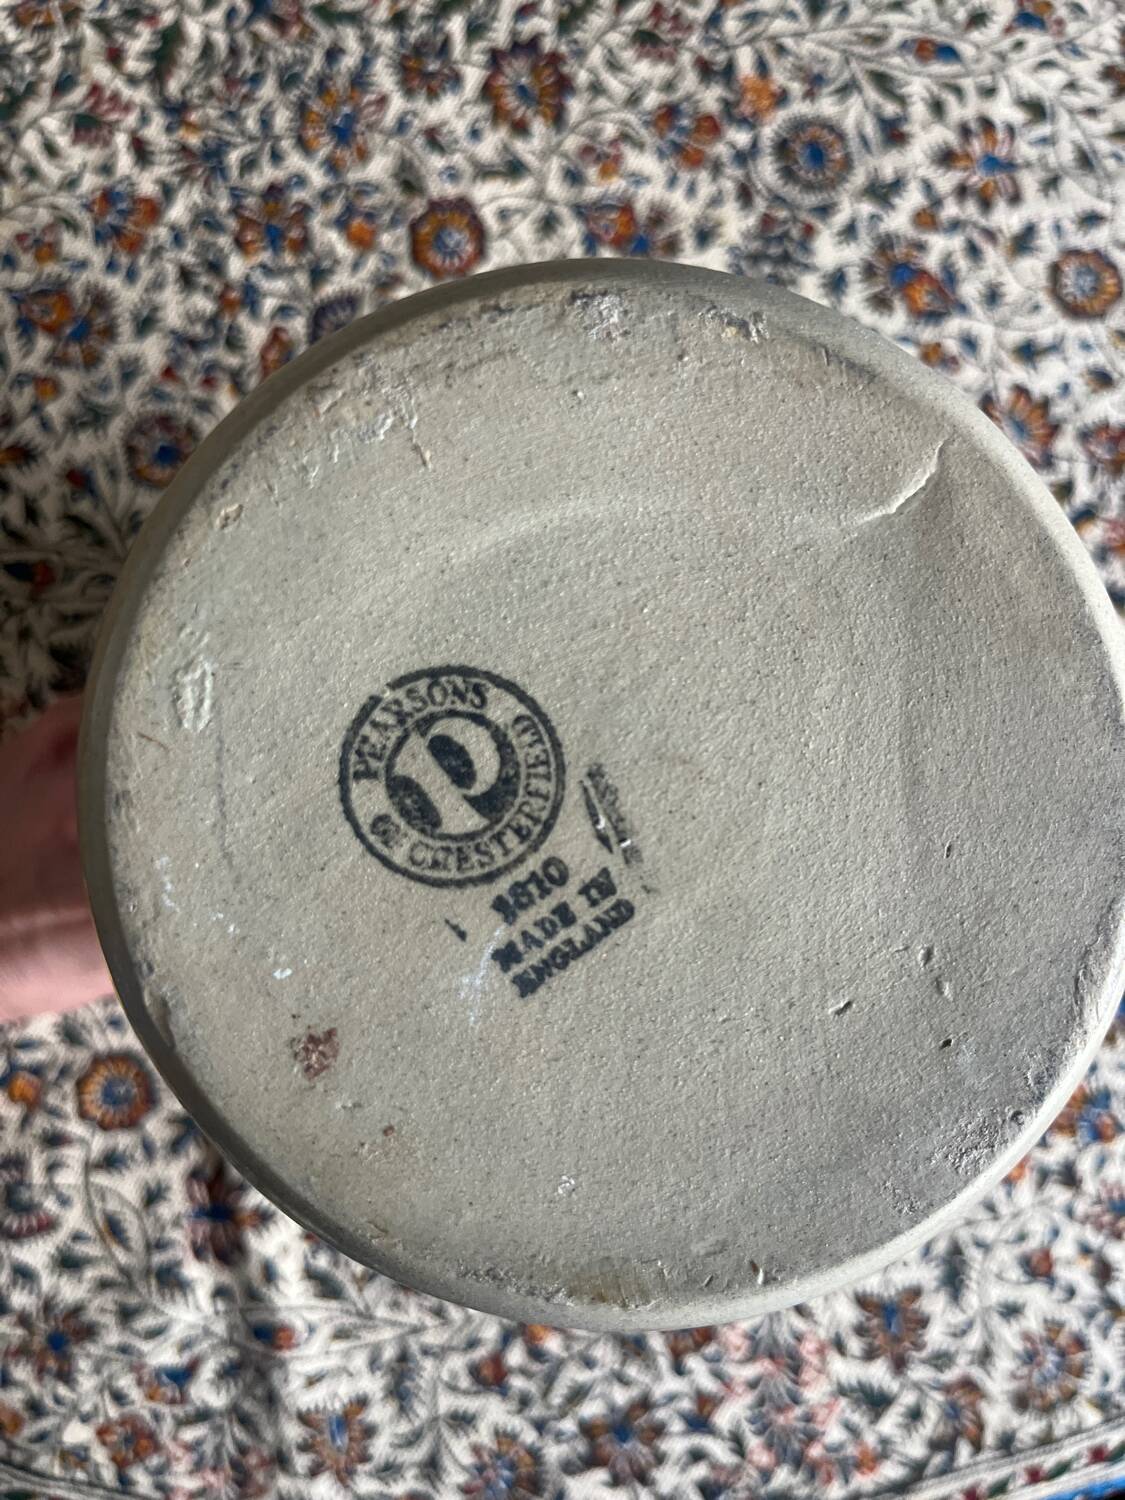 PEARSONS
OF CHESTERFIELD
P
1810
MADE IN
ENGLAND